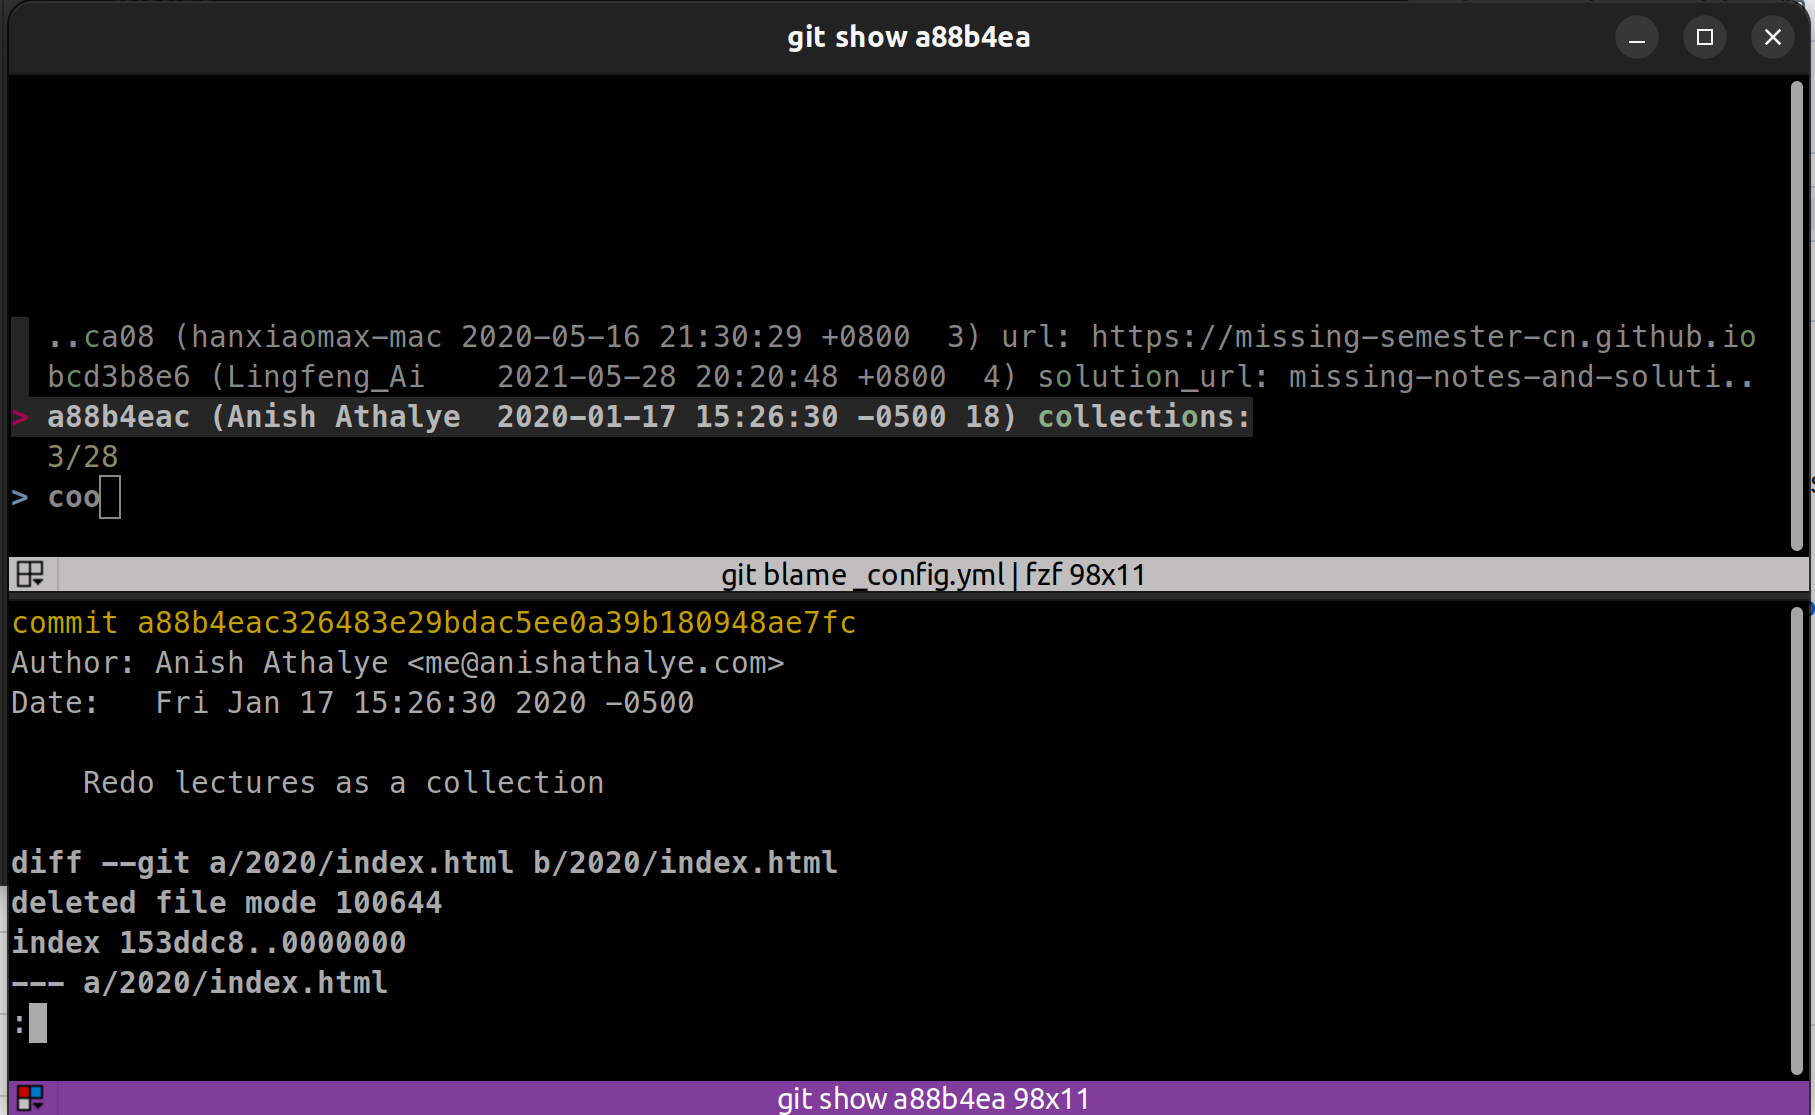 git show a88b4ea
..ca08 (hanxiaomax-mac 2020-05-16 21:30:29 +0800  3) url: https://missing-semester-cn.github.io
bcd3b8e6 (Lingfeng_Ai    2021-05-28 20:20:48 +0800  4) solution_url: missing-notes-and-soluti..
> a88b4eac (Anish Athalye  2020-01-17 15:26:30 -0500 18) collections:
3/28
> coo
git blame _config.yml | fzf 98x11
commit a88b4eac326483e29bdac5ee0a39b180948ae7fc
Author: Anish Athalye <me@anishathalye.com>
Date:   Fri Jan 17 15:26:30 2020 -0500
Redo lectures as a collection
diff --git a/2020/index.html b/2020/index.html
deleted file mode 100644
index 153ddc8..0000000
--- a/2020/index.html
:
git show a88b4ea 98x11